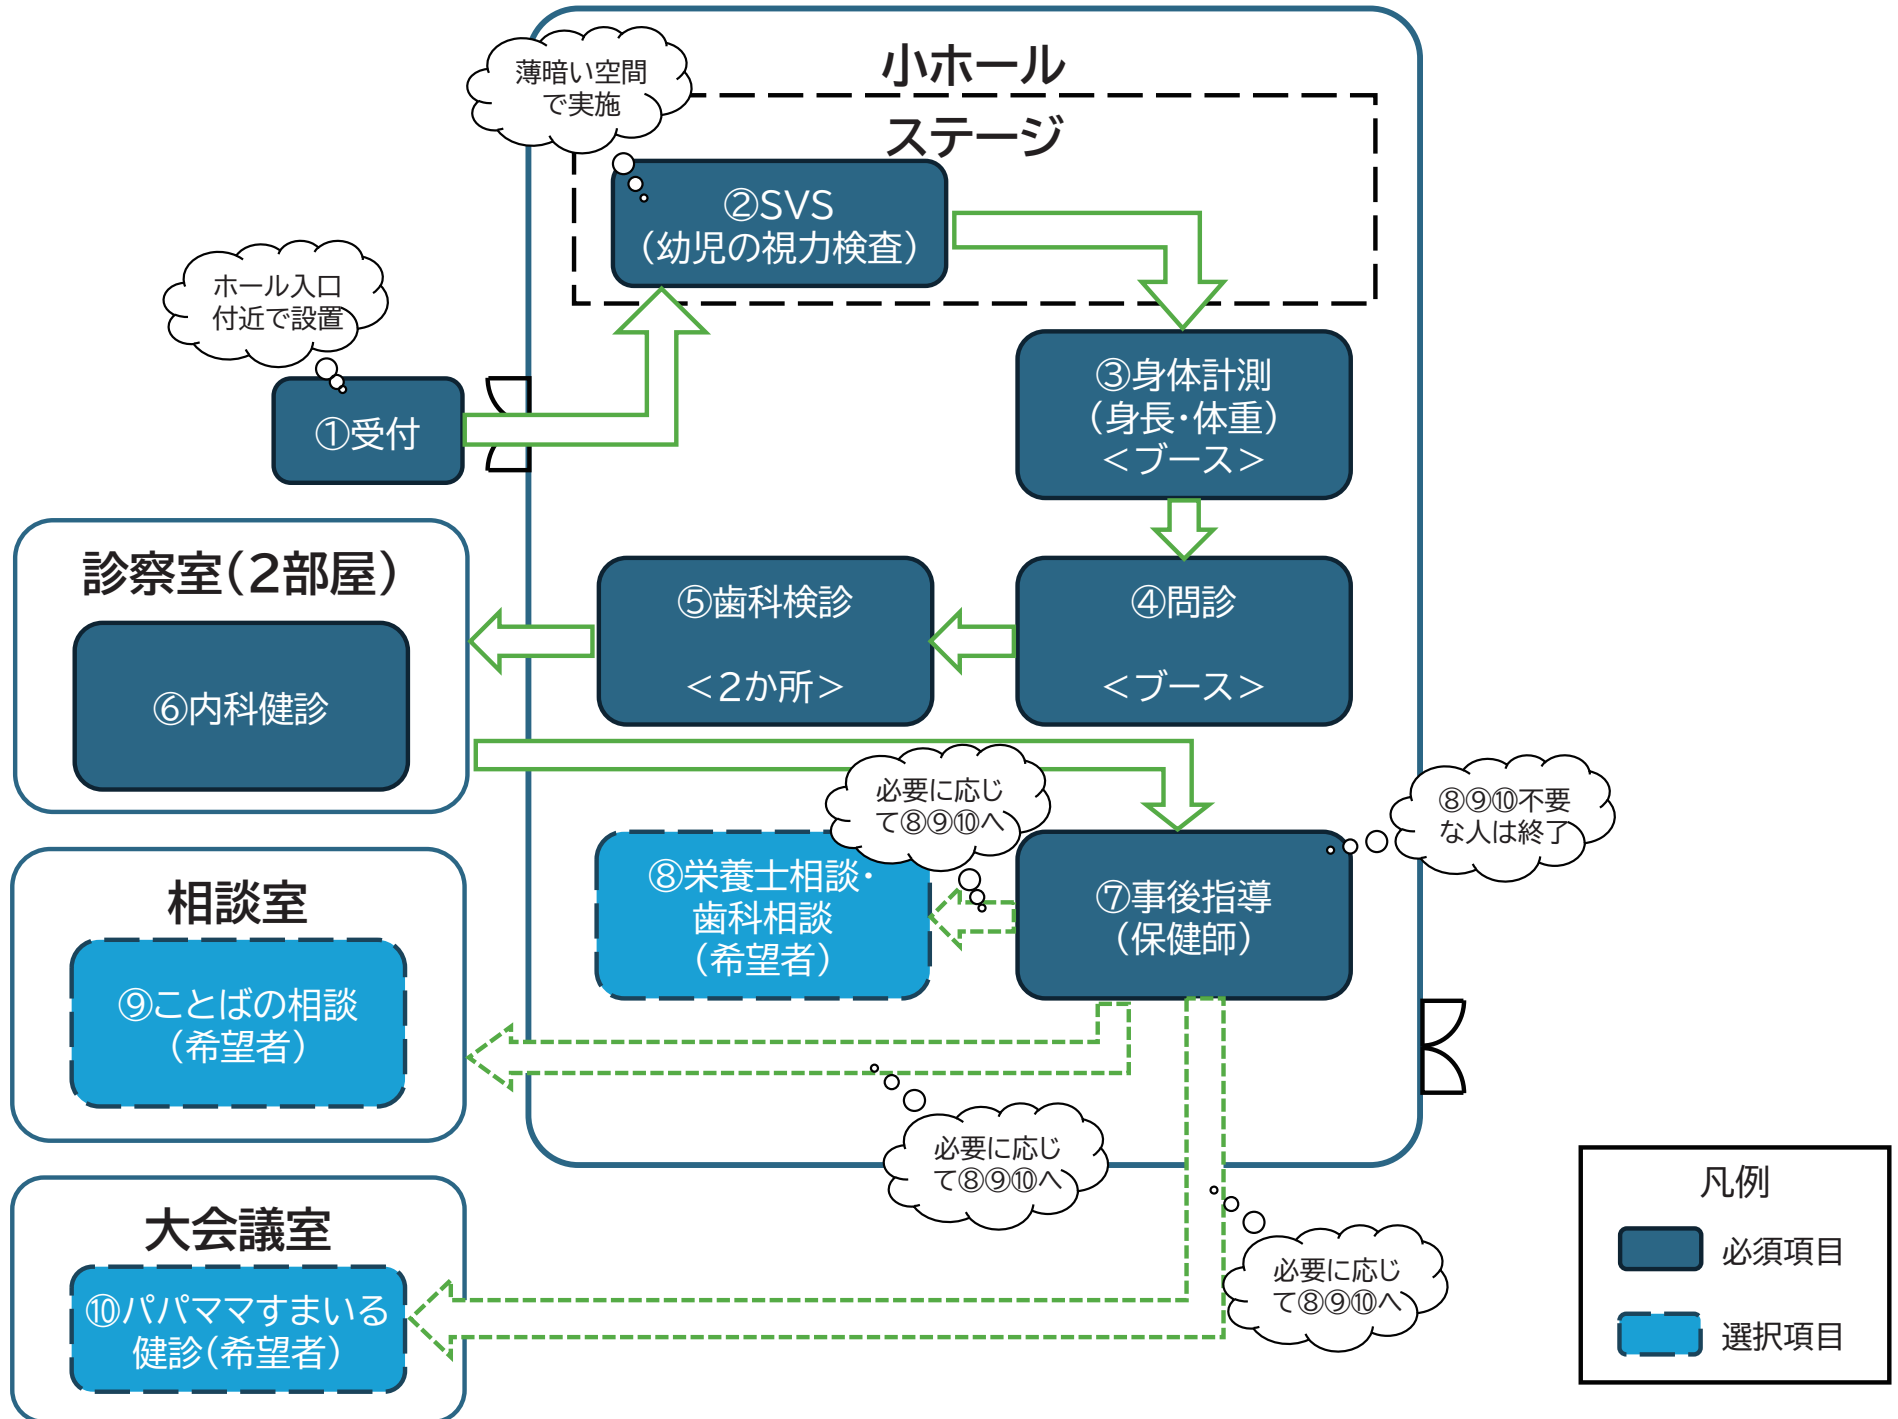 小ホール
ステージ
薄暗い空間
で実施
②SVS
（幼児の視力検査）
ホール入口
付近で設置
①受付
③身体計測
（身長・体重）
＜ブース＞
診察室（２部屋）
⑥内科健診
⑤歯科検診
＜２か所＞
④問診
＜ブース＞
必要に応じ
て⑧⑨⑩へ
⑧⑨⑩不要
な人は終了
⑧栄養士相談・
歯科相談
（希望者）
⑦事後指導
（保健師）
相談室
⑨ことばの相談
（希望者）
必要に応じ
て⑧⑨⑩へ
大会議室
⑩パパママすまいる
健診（希望者）
必要に応じ
て⑧⑨⑩へ
凡例
必須項目
選択項目